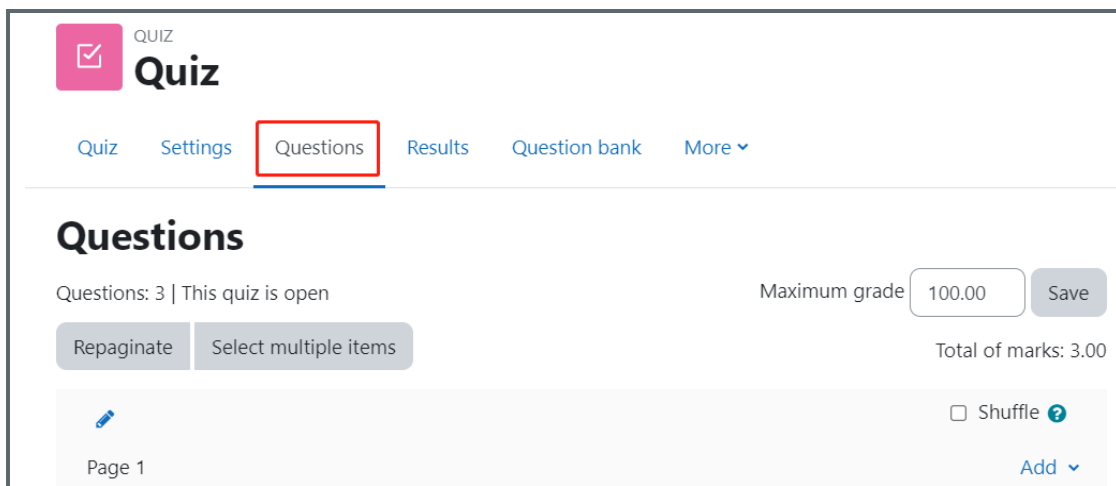 QUIZ
Quiz
Quiz Settings Questions Results Question bank More
Questions
Questions: 3 | This quiz is open
Maximum grade 100.00 Save
Repaginate Select multiple items
Total of marks: 3.00
Shuffle ?
Page 1
Add